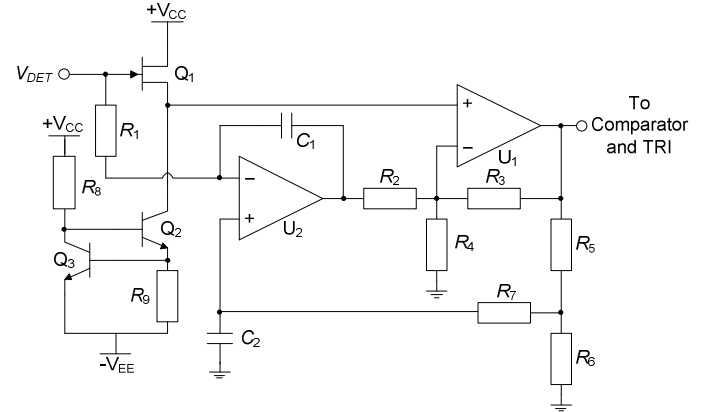 +VCC
VDET
Q1
+VCC
R1
R8
C1
To
Comparator
and TRI
+
−
U1
−
+
U2
R2
R3
R4
R5
Q2
Q3
R9
R7
C2
R6
-VEE